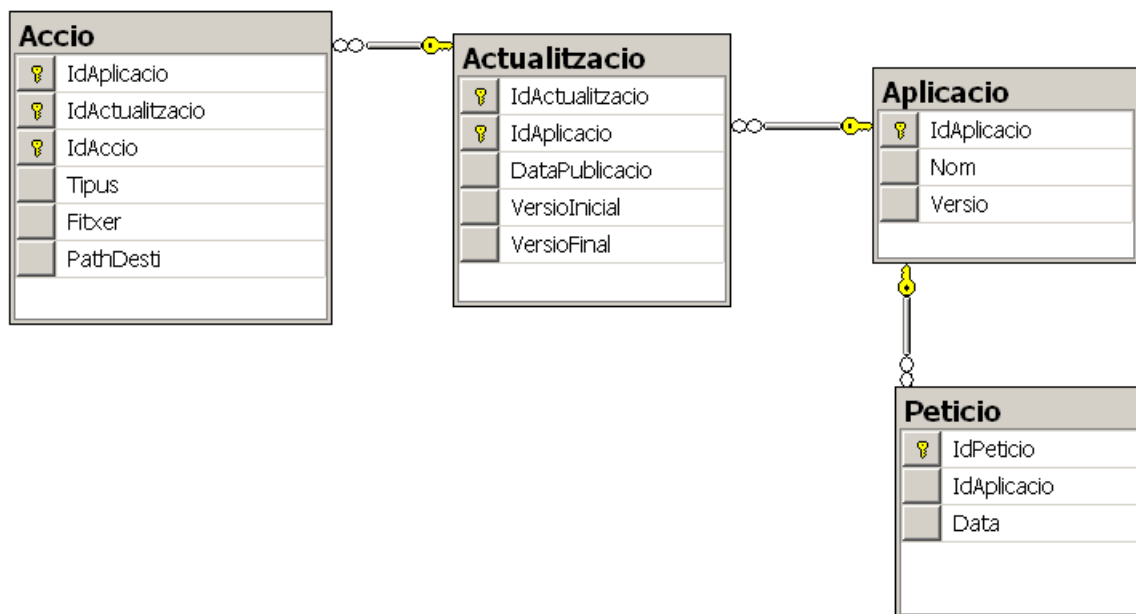 Accio
IdAplicacio
IdActualitzacio
IdAccio
Tipus
Fitxer
PathDesti
Actualitzacio
IdActualitzacio
IdAplicacio
DataPublicacio
VersioInicial
VersioFinal
Aplicacio
IdAplicacio
Nom
Versio
Peticio
IdPeticio
IdAplicacio
Data